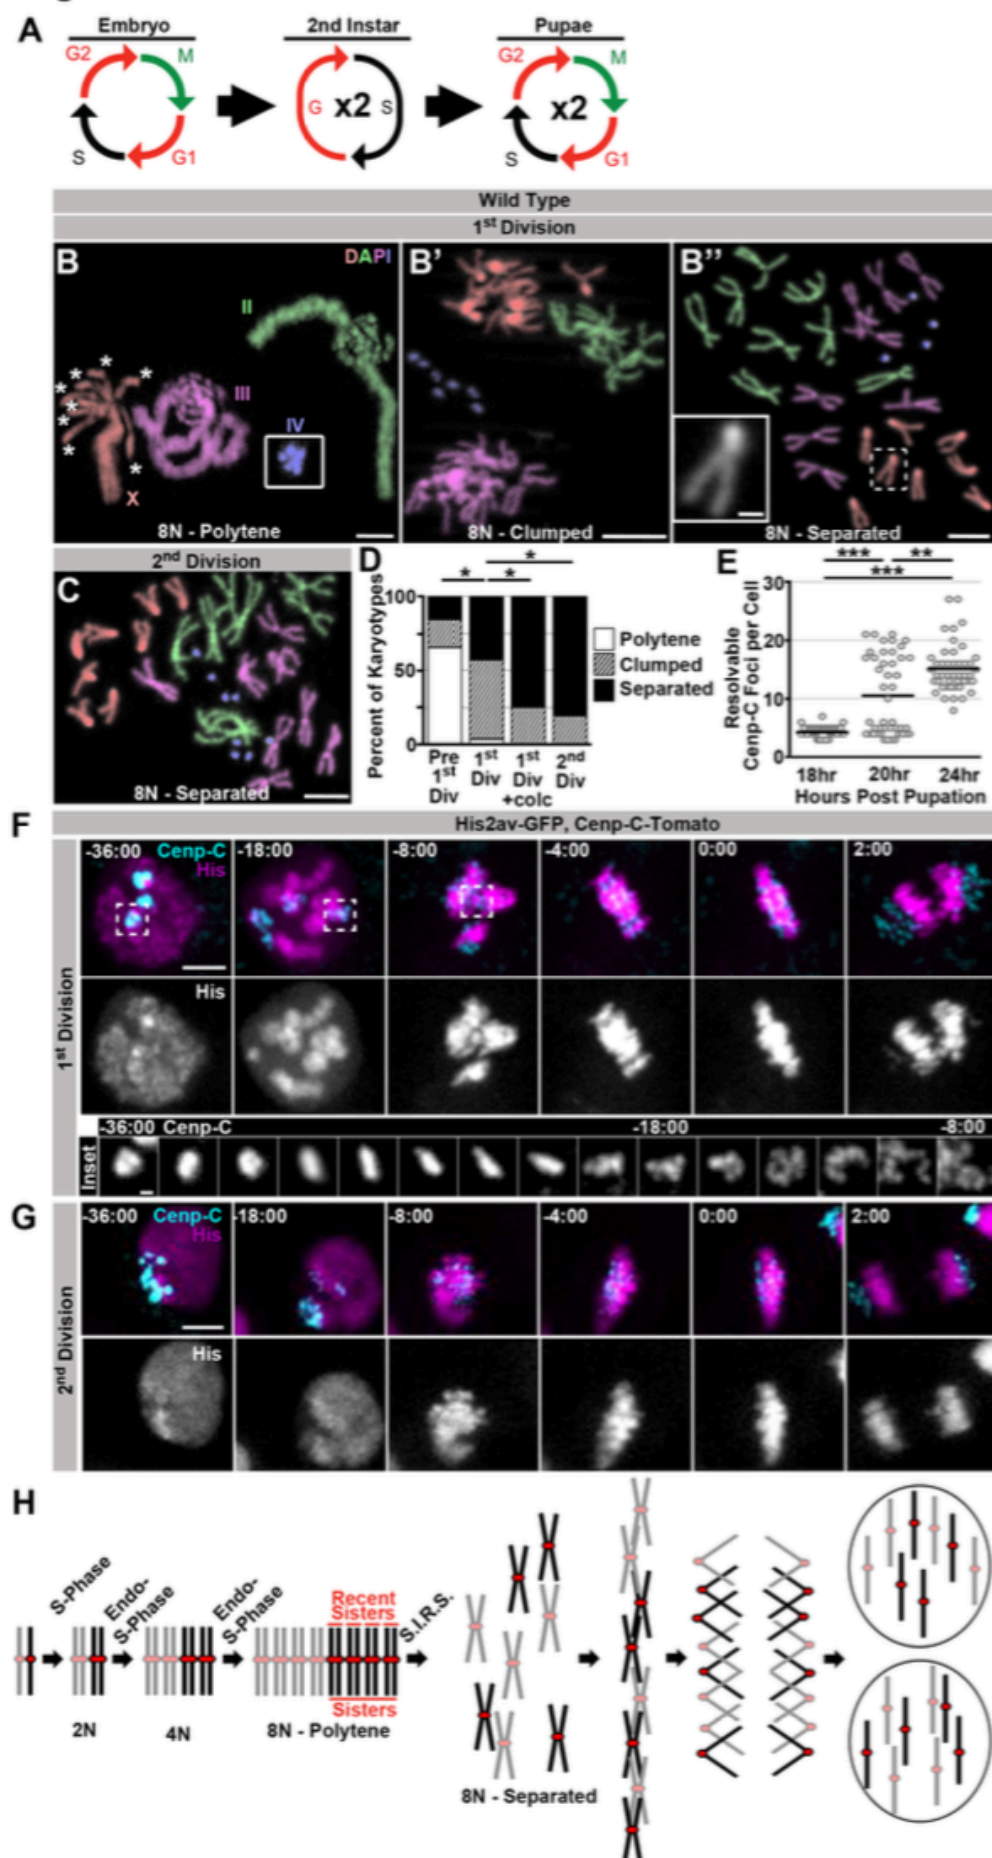 A
Embryo
2nd Instar
Pupae
G2
M
S
G1
G
x2
S
G2
M
x2
S
G1
Wild Type
1st Division
B
DAPI
II
III
IV
X
8N - Polytene
B'
8N - Clumped
B''
8N - Separated
2nd Division
C
8N - Separated
D
*
*
*
Percent of Karyotypes
100
50
0
Pre 1st Div
1st Div
1st Div +colc
2nd Div
Polytene
Clumped
Separated
E
***
**
***
Resolvable
Cenp-C Foci per Cell
30
20
10
0
18hr
20hr
24hr
Hours Post Pupation
F
His2av-GFP, Cenp-C-Tomato
1st Division
-36:00
Cenp-C
His
-18:00
-8:00
-4:00
0:00
2:00
His
Inset
-36:00 Cenp-C
-18:00
-8:00
G
2nd Division
-36:00
Cenp-C
His
-18:00
-8:00
-4:00
0:00
2:00
His
H
S-Phase
Endo-
S-Phase
Endo-
S-Phase
Recent
Sisters
S.I.R.S.
Sisters
2N
4N
8N - Polytene
8N - Separated